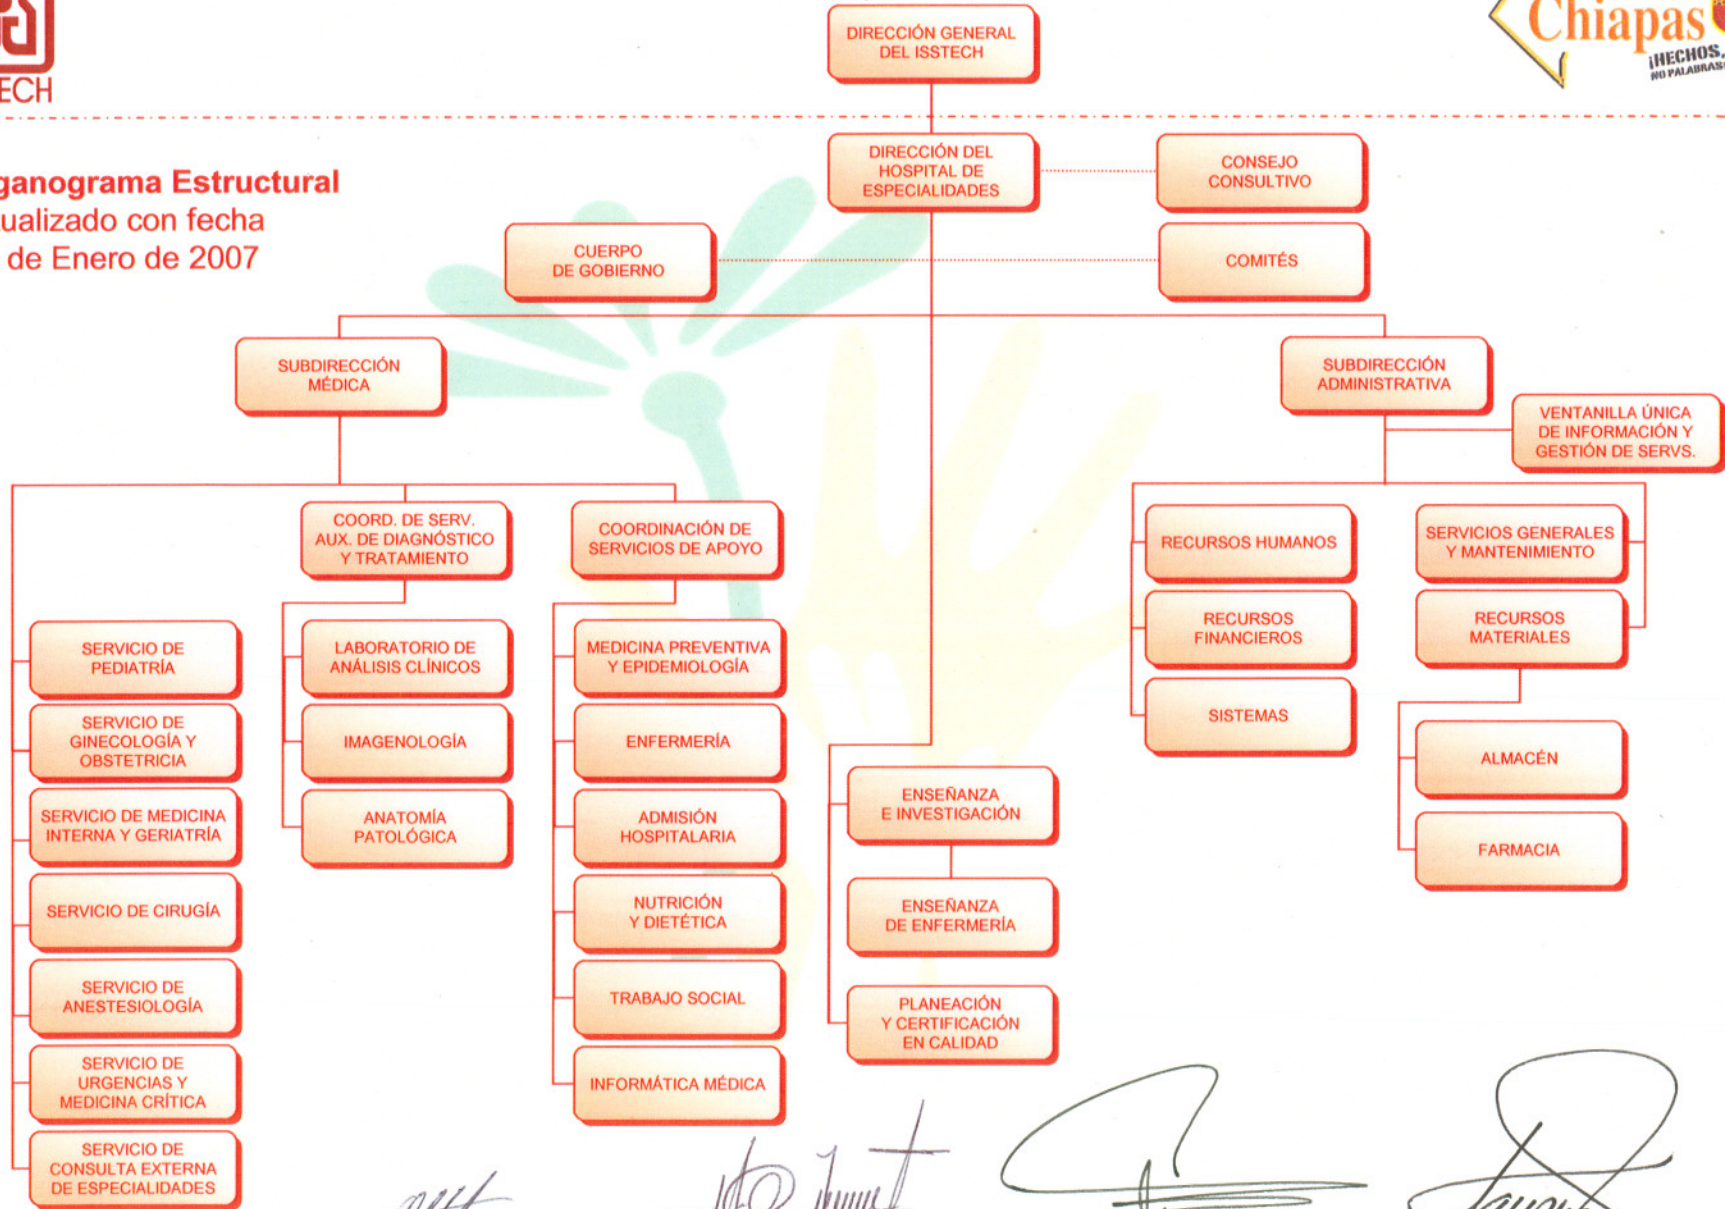 ECH
Chiapas
¡HECHOS,
NO PALABRAS!
ganograma Estructural
ualizado con fecha
de Enero de 2007
DIRECCIÓN GENERAL
DEL ISSTECH
DIRECCIÓN DEL
HOSPITAL DE
ESPECIALIDADES
CONSEJO
CONSULTIVO
CUERPO
DE GOBIERNO
COMITÉS
SUBDIRECCIÓN
MÉDICA
SUBDIRECCIÓN
ADMINISTRATIVA
VENTANILLA ÚNICA
DE INFORMACIÓN Y
GESTIÓN DE SERVS.
COORD. DE SERV.
AUX. DE DIAGNÓSTICO
Y TRATAMIENTO
COORDINACIÓN DE
SERVICIOS DE APOYO
SERVICIO DE
PEDIATRÍA
SERVICIO DE
GINECOLOGÍA Y
OBSTETRICIA
SERVICIO DE MEDICINA
INTERNA Y GERIATRÍA
SERVICIO DE CIRUGÍA
SERVICIO DE
ANESTESIOLOGÍA
SERVICIO DE
URGENCIAS Y
MEDICINA CRÍTICA
SERVICIO DE
CONSULTA EXTERNA
DE ESPECIALIDADES
LABORATORIO DE
ANÁLISIS CLÍNICOS
IMAGENOLOGÍA
ANATOMÍA
PATOLÓGICA
MEDICINA PREVENTIVA
Y EPIDEMIOLOGÍA
ENFERMERÍA
ADMISIÓN
HOSPITALARIA
NUTRICIÓN
Y DIETÉTICA
TRABAJO SOCIAL
INFORMÁTICA MÉDICA
ENSEÑANZA
E INVESTIGACIÓN
ENSEÑANZA
DE ENFERMERÍA
PLANEACIÓN
Y CERTIFICACIÓN
EN CALIDAD
RECURSOS HUMANOS
RECURSOS
FINANCIEROS
SISTEMAS
SERVICIOS GENERALES
Y MANTENIMIENTO
RECURSOS
MATERIALES
ALMACÉN
FARMACIA